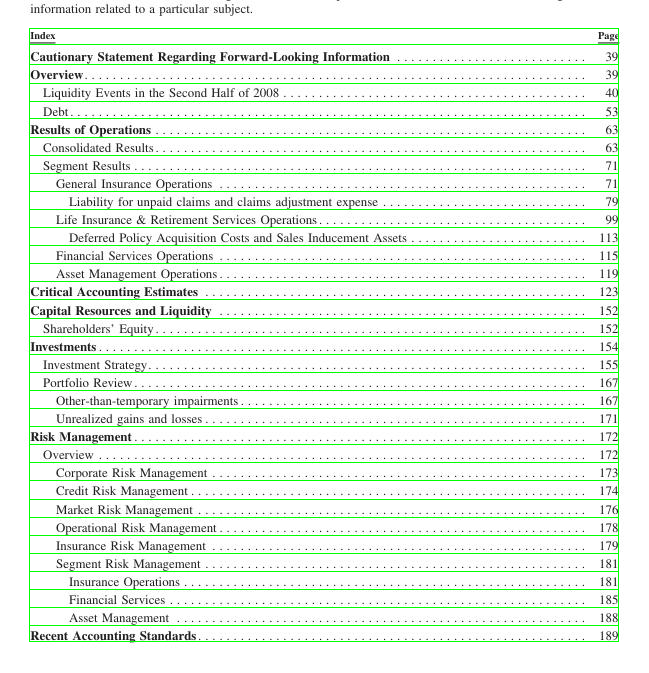 information related to a particular subject.
Index Page
Cautionary Statement Regarding Forward-Looking Information . . . . . . . . . . . . . . . . . . . . . . . . . . . 39
Overview . . . . . . . . . . . . . . . . . . . . . . . . . . . . . . . . . . . . . . . . . . . . . . . . . . . . . . . . . . . . . . . . . . . . . . 39
Liquidity Events in the Second Half of 2008 . . . . . . . . . . . . . . . . . . . . . . . . . . . . . . . . . . . . . . . . . . 40
Debt . . . . . . . . . . . . . . . . . . . . . . . . . . . . . . . . . . . . . . . . . . . . . . . . . . . . . . . . . . . . . . . . . . . . . . . . 53
Results of Operations . . . . . . . . . . . . . . . . . . . . . . . . . . . . . . . . . . . . . . . . . . . . . . . . . . . . . . . . . . . . 63
Consolidated Results . . . . . . . . . . . . . . . . . . . . . . . . . . . . . . . . . . . . . . . . . . . . . . . . . . . . . . . . . . . . 63
Segment Results . . . . . . . . . . . . . . . . . . . . . . . . . . . . . . . . . . . . . . . . . . . . . . . . . . . . . . . . . . . . . . . 71
General Insurance Operations . . . . . . . . . . . . . . . . . . . . . . . . . . . . . . . . . . . . . . . . . . . . . . . . . . . 71
Liability for unpaid claims and claims adjustment expense . . . . . . . . . . . . . . . . . . . . . . . . . . . . 79
Life Insurance & Retirement Services Operations . . . . . . . . . . . . . . . . . . . . . . . . . . . . . . . . . . . . . 99
Deferred Policy Acquisition Costs and Sales Inducement Assets . . . . . . . . . . . . . . . . . . . . . . . . 113
Financial Services Operations . . . . . . . . . . . . . . . . . . . . . . . . . . . . . . . . . . . . . . . . . . . . . . . . . . . 115
Asset Management Operations . . . . . . . . . . . . . . . . . . . . . . . . . . . . . . . . . . . . . . . . . . . . . . . . . . . 119
Critical Accounting Estimates . . . . . . . . . . . . . . . . . . . . . . . . . . . . . . . . . . . . . . . . . . . . . . . . . . . . . 123
Capital Resources and Liquidity . . . . . . . . . . . . . . . . . . . . . . . . . . . . . . . . . . . . . . . . . . . . . . . . . . . 152
Shareholders’ Equity . . . . . . . . . . . . . . . . . . . . . . . . . . . . . . . . . . . . . . . . . . . . . . . . . . . . . . . . . . . . 152
Investments . . . . . . . . . . . . . . . . . . . . . . . . . . . . . . . . . . . . . . . . . . . . . . . . . . . . . . . . . . . . . . . . . . . . 154
Investment Strategy . . . . . . . . . . . . . . . . . . . . . . . . . . . . . . . . . . . . . . . . . . . . . . . . . . . . . . . . . . . . . 155
Portfolio Review . . . . . . . . . . . . . . . . . . . . . . . . . . . . . . . . . . . . . . . . . . . . . . . . . . . . . . . . . . . . . . . 167
Other-than-temporary impairments . . . . . . . . . . . . . . . . . . . . . . . . . . . . . . . . . . . . . . . . . . . . . . . . 167
Unrealized gains and losses . . . . . . . . . . . . . . . . . . . . . . . . . . . . . . . . . . . . . . . . . . . . . . . . . . . . . 171
Risk Management . . . . . . . . . . . . . . . . . . . . . . . . . . . . . . . . . . . . . . . . . . . . . . . . . . . . . . . . . . . . . . . 172
Overview . . . . . . . . . . . . . . . . . . . . . . . . . . . . . . . . . . . . . . . . . . . . . . . . . . . . . . . . . . . . . . . . . . . . 172
Corporate Risk Management . . . . . . . . . . . . . . . . . . . . . . . . . . . . . . . . . . . . . . . . . . . . . . . . . . . . 173
Credit Risk Management . . . . . . . . . . . . . . . . . . . . . . . . . . . . . . . . . . . . . . . . . . . . . . . . . . . . . . . 174
Market Risk Management . . . . . . . . . . . . . . . . . . . . . . . . . . . . . . . . . . . . . . . . . . . . . . . . . . . . . . 176
Operational Risk Management . . . . . . . . . . . . . . . . . . . . . . . . . . . . . . . . . . . . . . . . . . . . . . . . . . . 178
Insurance Risk Management . . . . . . . . . . . . . . . . . . . . . . . . . . . . . . . . . . . . . . . . . . . . . . . . . . . . 179
Segment Risk Management . . . . . . . . . . . . . . . . . . . . . . . . . . . . . . . . . . . . . . . . . . . . . . . . . . . . . 181
Insurance Operations . . . . . . . . . . . . . . . . . . . . . . . . . . . . . . . . . . . . . . . . . . . . . . . . . . . . . . . . 181
Financial Services . . . . . . . . . . . . . . . . . . . . . . . . . . . . . . . . . . . . . . . . . . . . . . . . . . . . . . . . . . 185
Asset Management . . . . . . . . . . . . . . . . . . . . . . . . . . . . . . . . . . . . . . . . . . . . . . . . . . . . . . . . . 188
Recent Accounting Standards . . . . . . . . . . . . . . . . . . . . . . . . . . . . . . . . . . . . . . . . . . . . . . . . . . . . . . 189